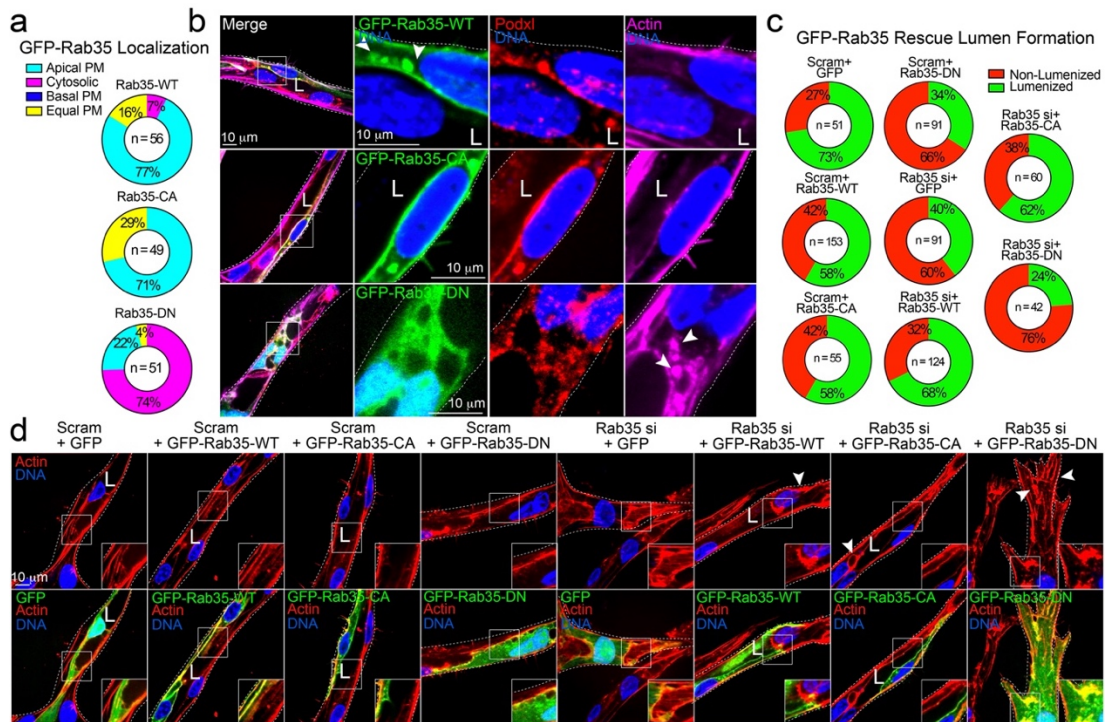 a
GFP-Rab35 Localization
Apical PM
Cytosolic
Basal PM
Equal PM
Rab35-WT
16%
7%
n = 56
77%
Rab35-CA
29%
n = 49
71%
Rab35-DN
4%
22%
n = 51
74%
b
Merge
GFP-Rab35-WT
DNA
Podxl
DNA
Actin
DNA
L
L
L
L
10 µm
10 µm
GFP-Rab35-CA
L
L
L
L
10 µm
10 µm
GFP-Rab35-DN
10 µm
10 µm
c
GFP-Rab35 Rescue Lumen Formation
Non-Lumenized
Lumenized
Scram+
GFP
27%
n = 51
73%
Scram+
Rab35-DN
34%
n = 91
66%
Rab35 si+
Rab35-CA
38%
n = 60
62%
Scram+
Rab35-WT
42%
n = 153
58%
Rab35 si+
GFP
40%
n = 91
60%
Rab35 si+
Rab35-DN
24%
n = 42
76%
Scram+
Rab35-CA
42%
n = 55
58%
Rab35 si+
Rab35-WT
32%
n = 124
68%
d
Scram
+ GFP
Scram
+ GFP-Rab35-WT
Scram
+ GFP-Rab35-CA
Scram
+ GFP-Rab35-DN
Rab35 si
+ GFP
Rab35 si
+ GFP-Rab35-WT
Rab35 si
+ GFP-Rab35-CA
Rab35 si
+ GFP-Rab35-DN
Actin
DNA
L
L
L
L
L
10 µm
GFP
Actin
DNA
L
GFP-Rab35-WT
Actin
DNA
L
GFP-Rab35-CA
Actin
DNA
L
GFP-Rab35-DN
Actin
DNA
GFP
Actin
DNA
GFP-Rab35-WT
Actin
DNA
L
GFP-Rab35-CA
Actin
DNA
L
GFP-Rab35-DN
Actin
DNA